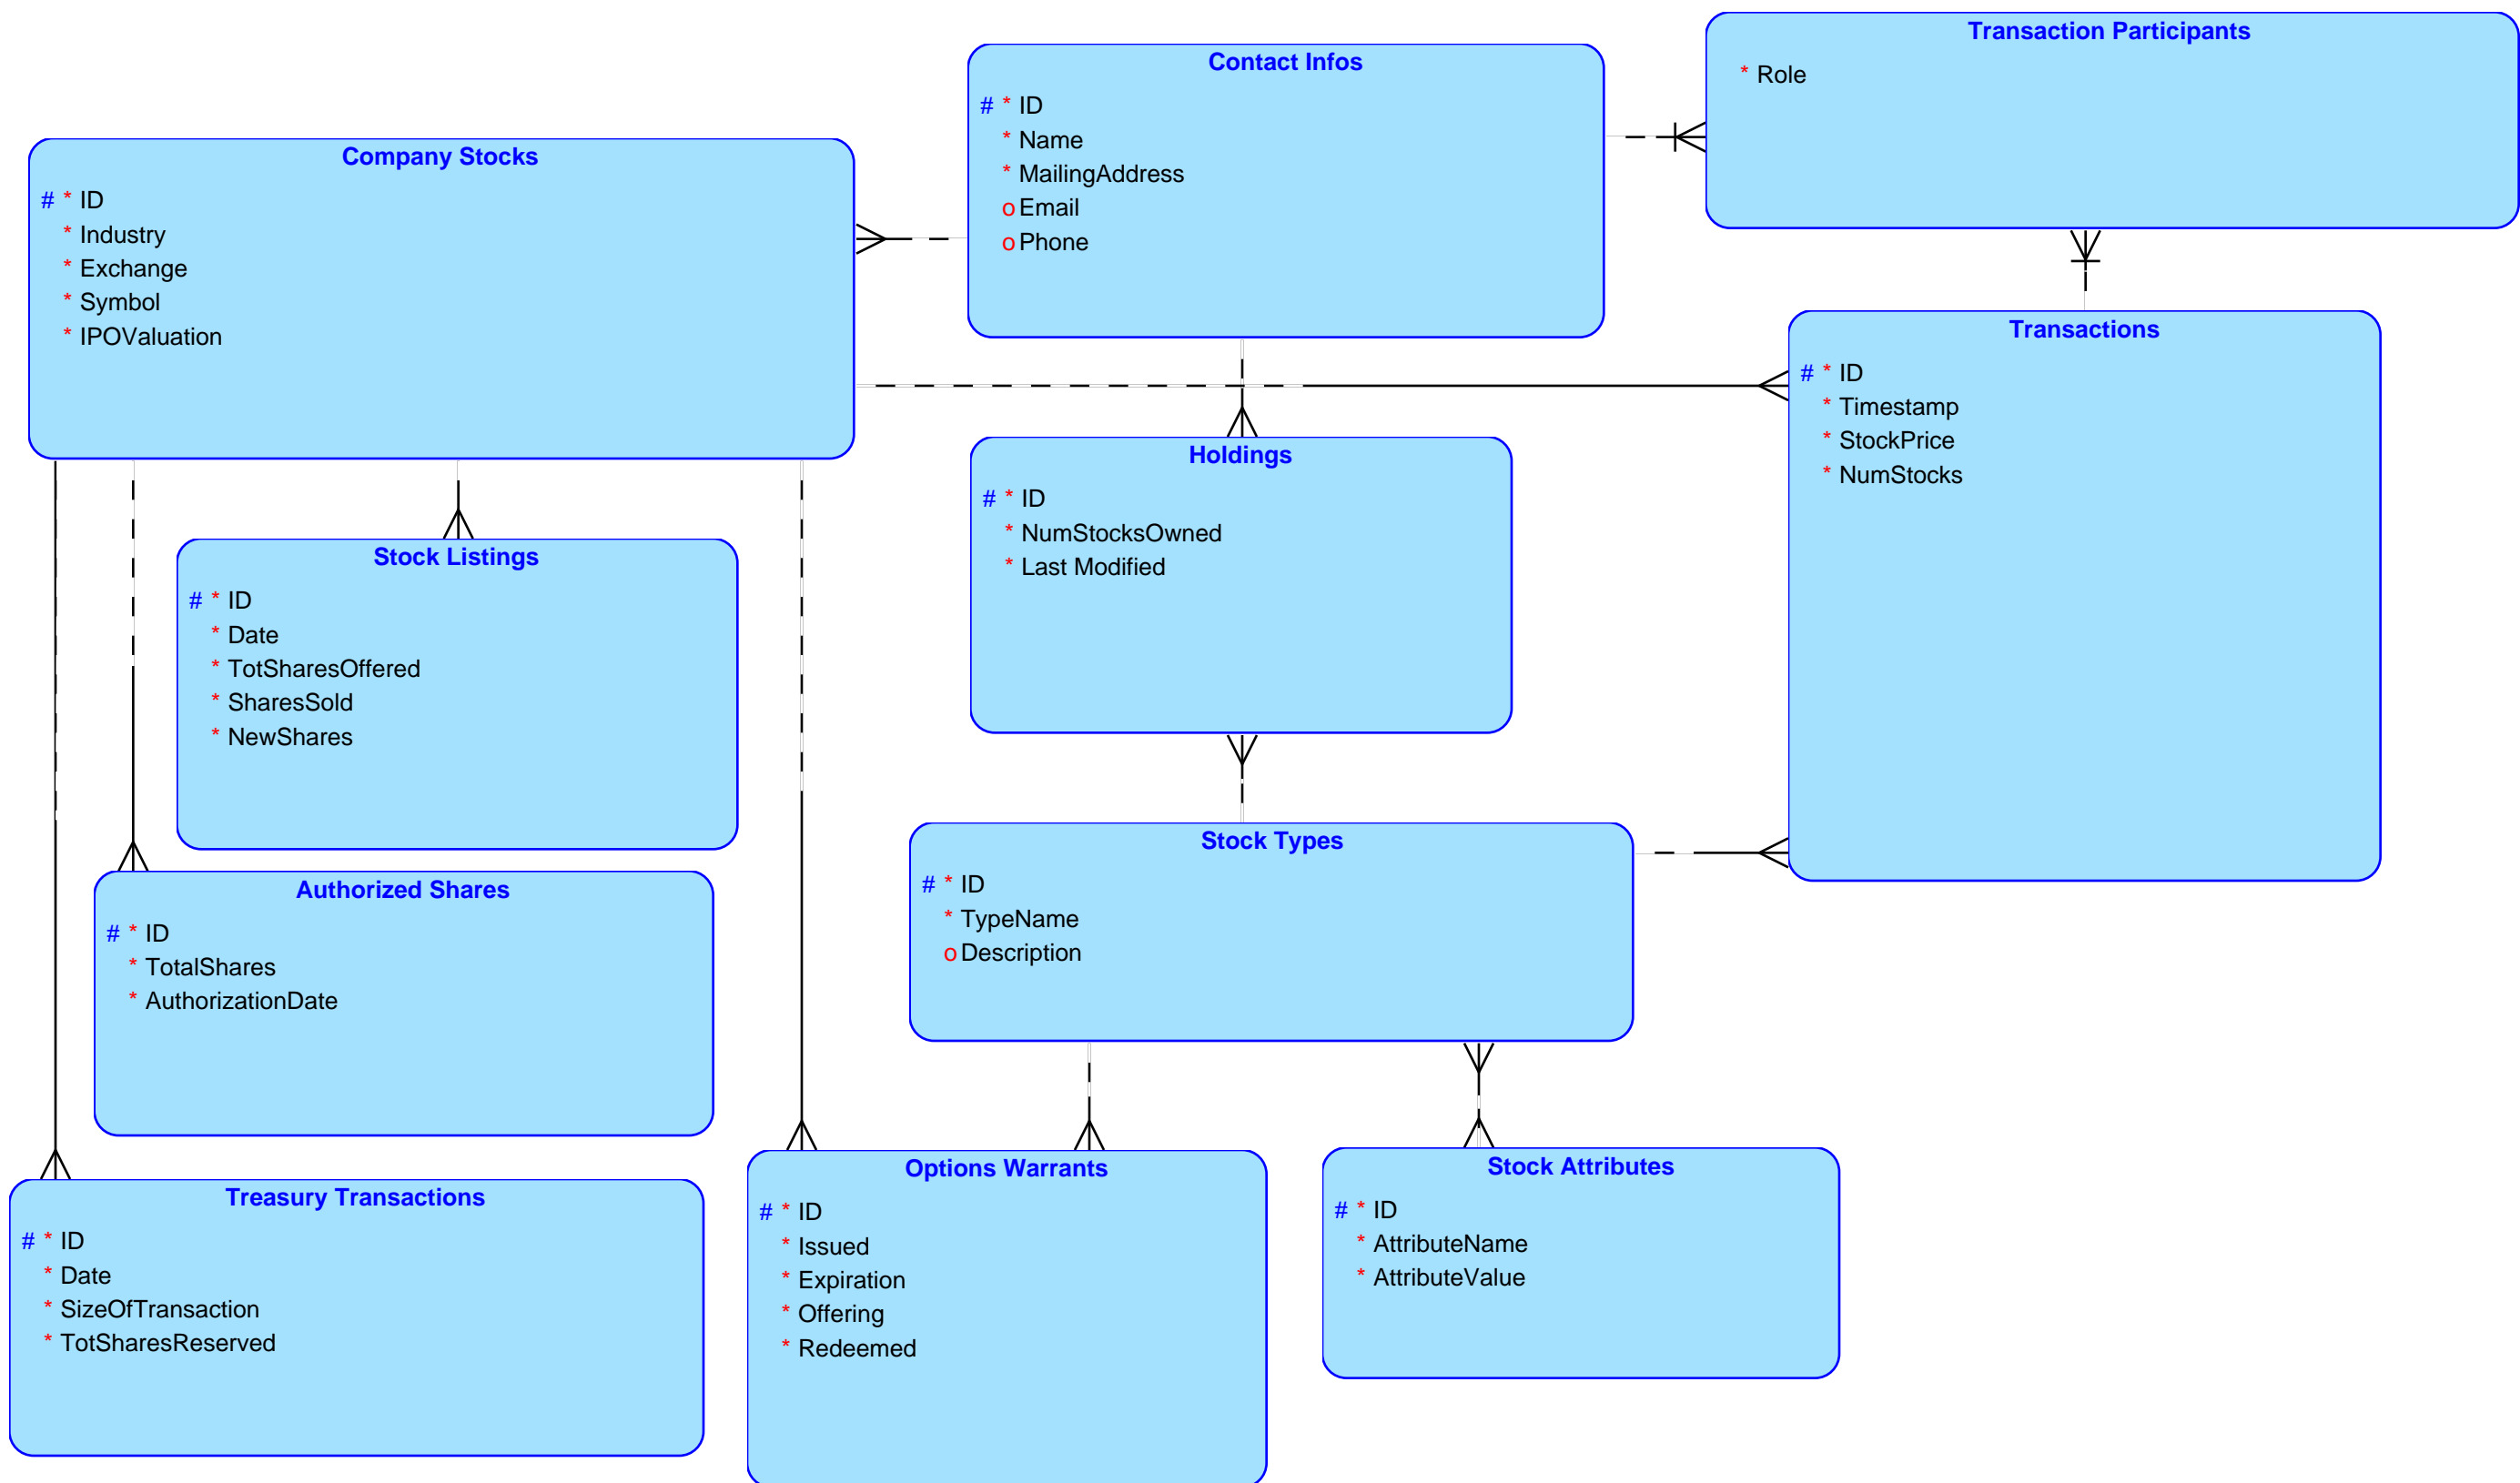 Transaction Participants
* Role
Contact Infos
# * ID
* Name
* MailingAddress
o Email
o Phone
Company Stocks
# * ID
* Industry
* Exchange
* Symbol
* IPOValuation
Transactions
# * ID
* Timestamp
* StockPrice
* NumStocks
Holdings
# * ID
* NumStocksOwned
* Last Modified
Stock Listings
# * ID
* Date
* TotSharesOffered
* SharesSold
* NewShares
Stock Types
# * ID
* TypeName
o Description
Authorized Shares
# * ID
* TotalShares
* AuthorizationDate
Treasury Transactions
# * ID
* Date
* SizeOfTransaction
* TotSharesReserved
Options Warrants
# * ID
* Issued
* Expiration
* Offering
* Redeemed
Stock Attributes
# * ID
* AttributeName
* AttributeValue